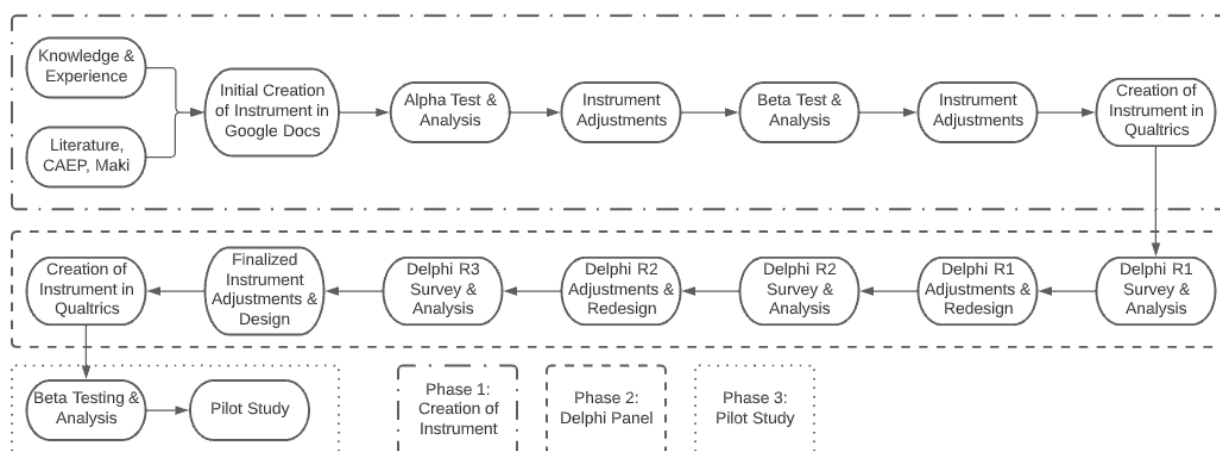 Knowledge &
Experience
Literature,
CAEP, Maki
Initial Creation
of Instrument in
Google Docs
Alpha Test &
Analysis
Instrument
Adjustments
Beta Test &
Analysis
Instrument
Adjustments
Creation of
Instrument in
Qualtrics
Delphi R1
Survey &
Analysis
Delphi R1
Adjustments &
Redesign
Delphi R2
Survey &
Analysis
Delphi R2
Adjustments &
Redesign
Delphi R3
Survey &
Analysis
Finalized
Instrument
Adjustments &
Design
Creation of
Instrument in
Qualtrics
Beta Testing &
Analysis
Pilot Study
Phase 1:
Creation of
Instrument
Phase 2:
Delphi Panel
Phase 3:
Pilot Study